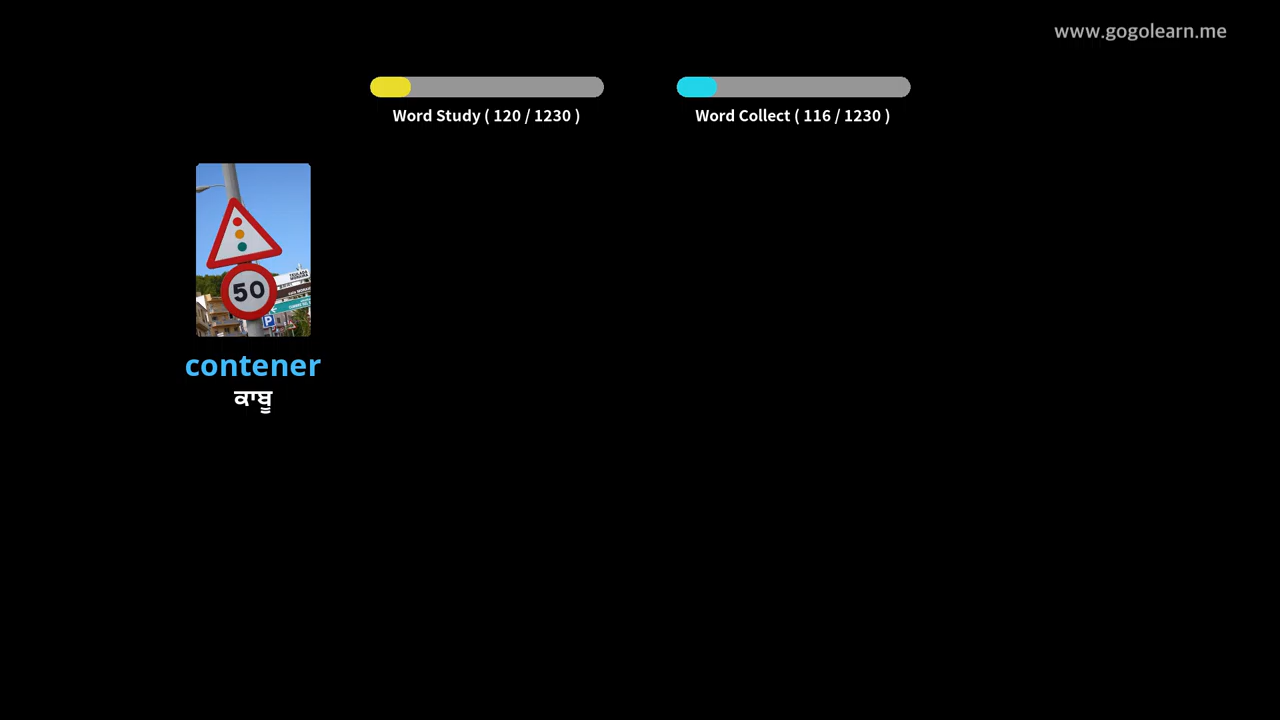 www.gogolearn.me
Word Study ( 120 / 1230 )
Word Collect ( 116 / 1230 )
50
P
contener
ਕਾਬੂ